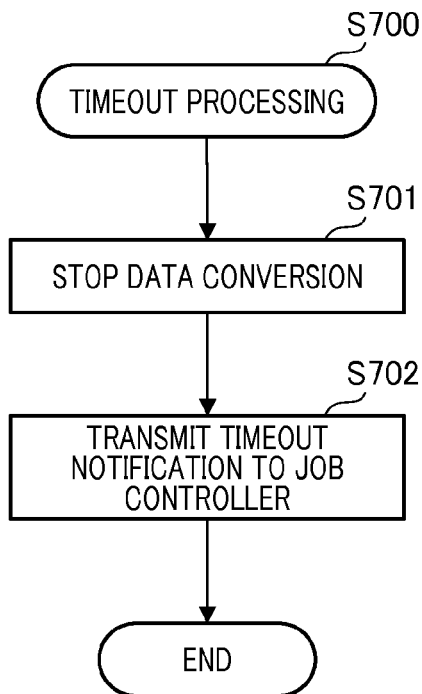 S700
TIMEOUT PROCESSING
S701
STOP DATA CONVERSION
S702
TRANSMIT TIMEOUT
NOTIFICATION TO JOB
CONTROLLER
END